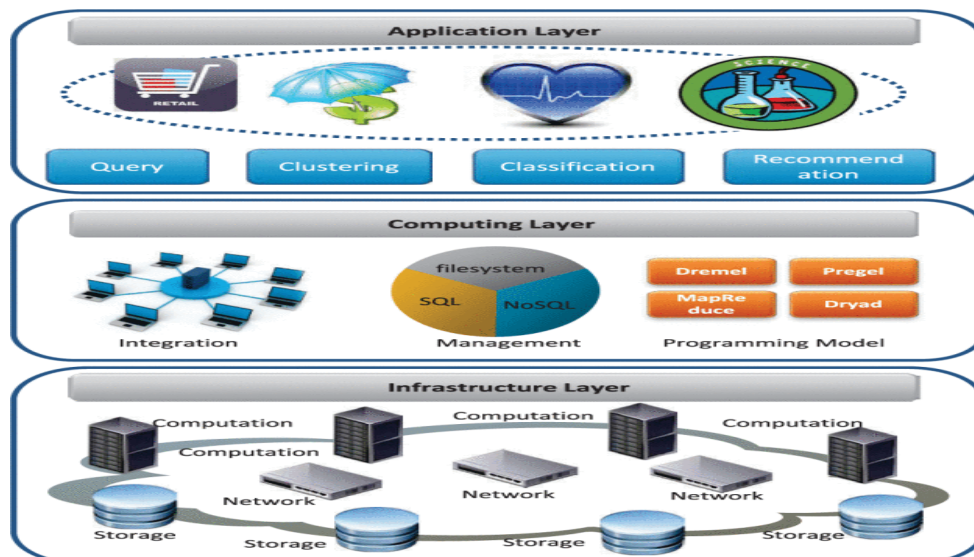 Application Layer
RETAIL
SCIENCE
Query
Clustering
Classification
Recommend
ation
Computing Layer
filesystem
SQL
NoSQL
Dremel
Pregel
MapRe
duce
Dryad
Integration
Management
Programming Model
Infrastructure Layer
Computation
Computation
Computation
Computation
Network
Network
Network
Storage
Storage
Storage
Storage